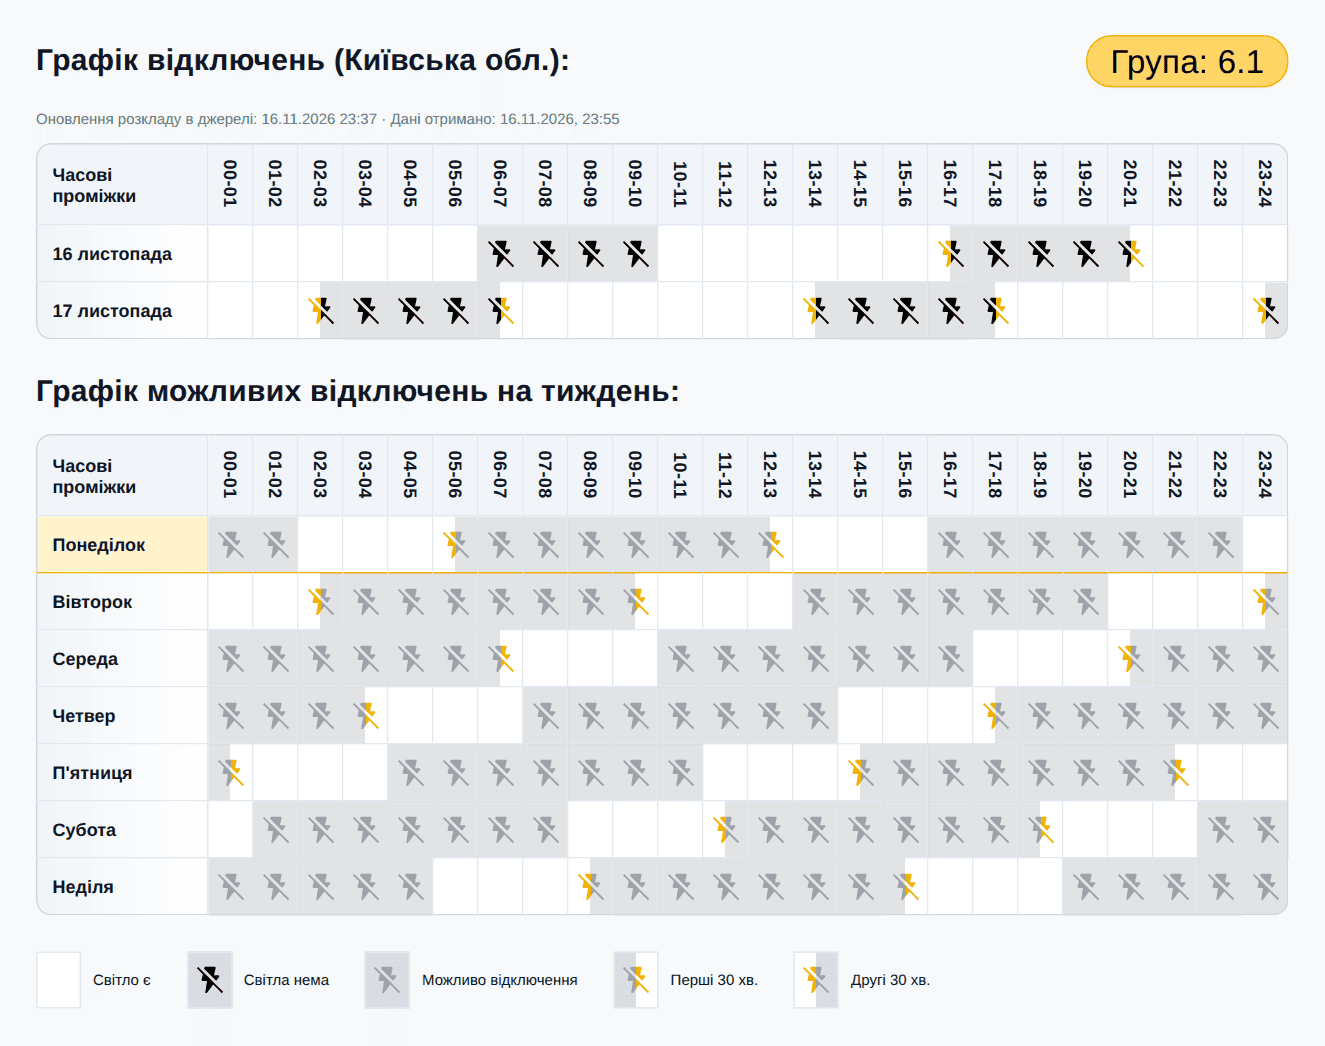 Графік відключень (Київська обл.):
Група: 6.1
Оновлення розкладу в джерелі: 16.11.2026 23:37 · Дані отримано: 16.11.2026, 23:55
Часові проміжки 00-01 01-02 02-03 03-04 04-05 05-06 06-07 07-08 08-09 09-10 10-11 11-12 12-13 13-14 14-15 15-16 16-17 17-18 18-19 19-20 20-21 21-22 22-23 23-24
16 листопада
17 листопада
Графік можливих відключень на тиждень:
Часові проміжки 00-01 01-02 02-03 03-04 04-05 05-06 06-07 07-08 08-09 09-10 10-11 11-12 12-13 13-14 14-15 15-16 16-17 17-18 18-19 19-20 20-21 21-22 22-23 23-24
Понеділок
Вівторок
Середа
Четвер
П'ятниця
Субота
Неділя
Світло є Світла нема Можливо відключення Перші 30 хв. Другі 30 хв.